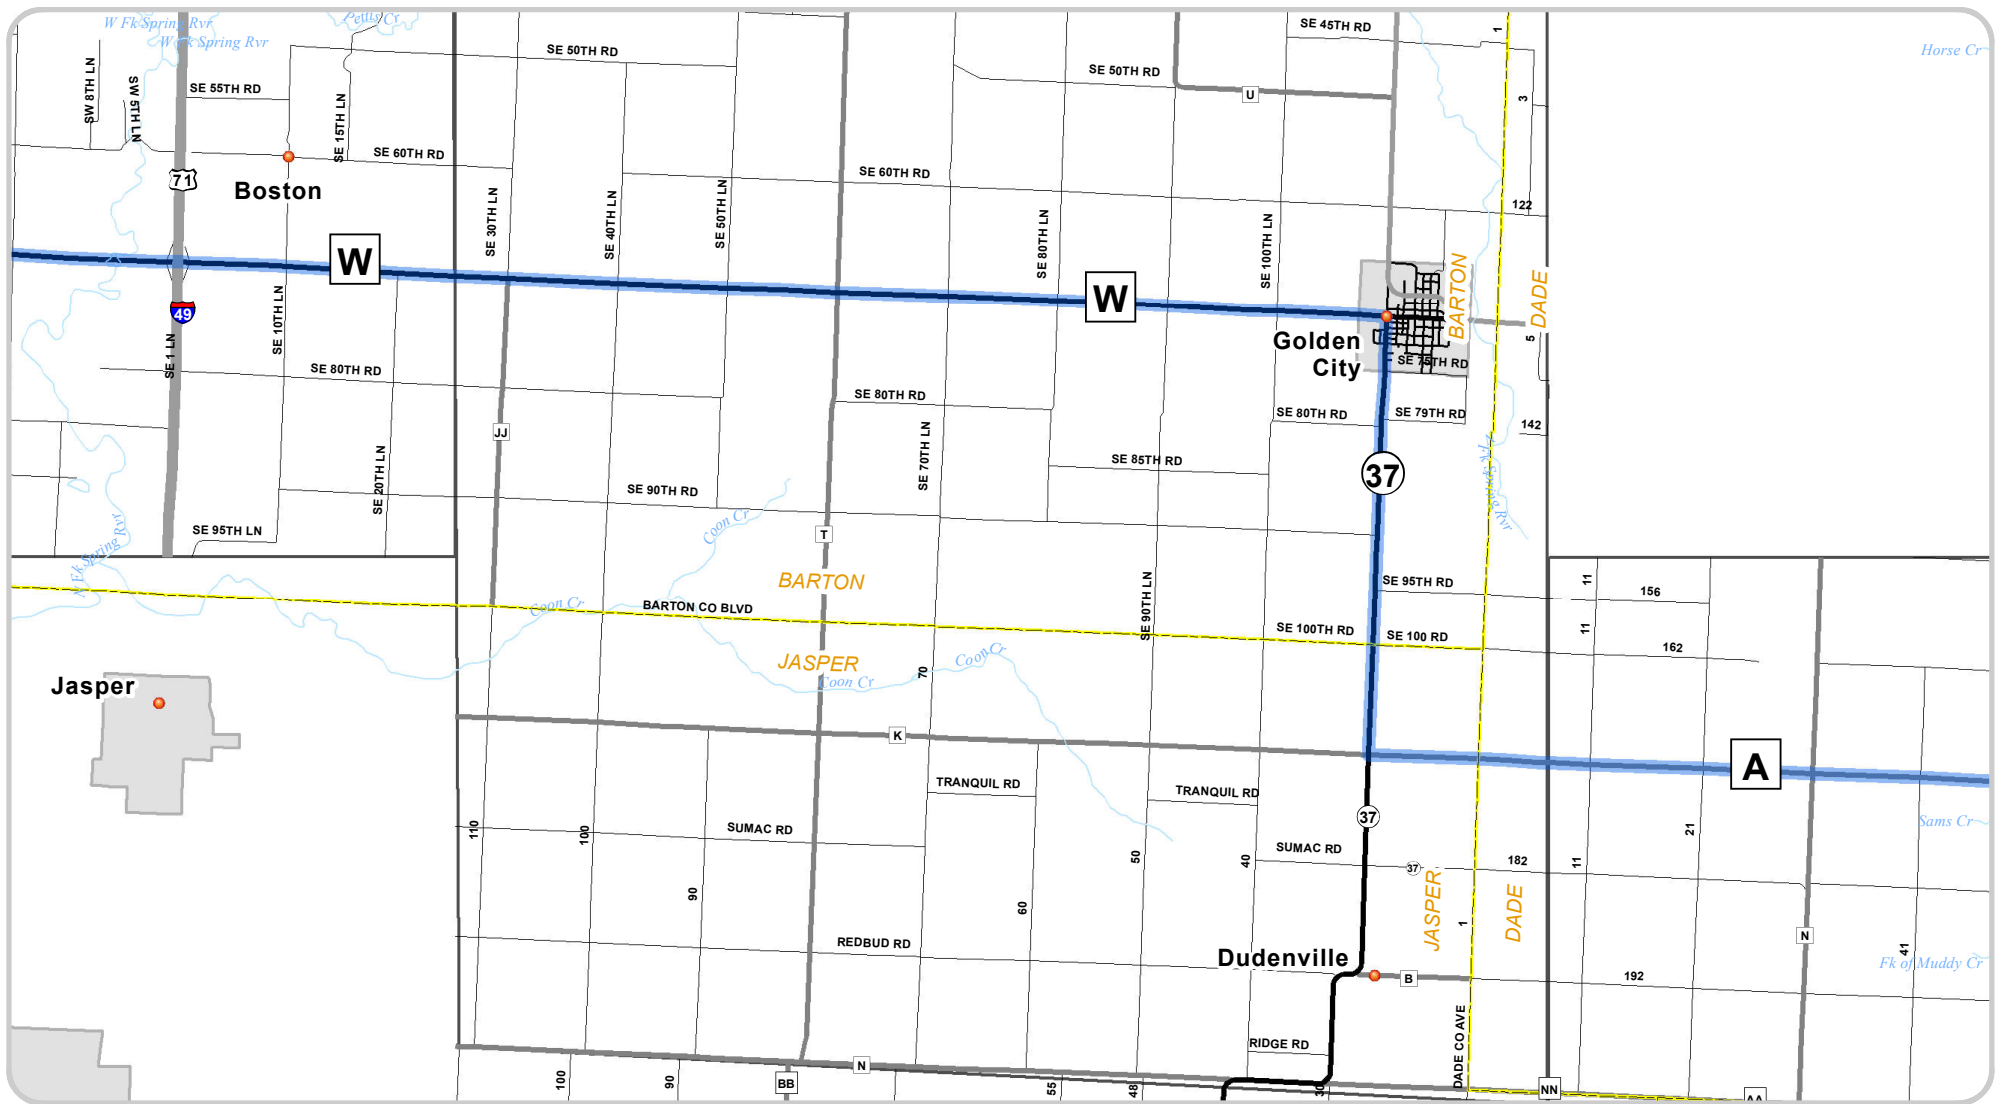 W Fk Spring Rvr
W Fk Spring Rvr
Pettis Cr
SE 45TH RD
1
Horse Cr
SE 50TH RD
SE 50TH RD
SW 8TH LN
SW 5TH LN
SE 55TH RD
U
3
SE 15TH LN
SE 60TH RD
SE 60TH RD
71
Boston
122
SE 30TH LN
SE 40TH LN
SE 50TH LN
SE 80TH LN
SE 100TH LN
W
W
BARTON
DADE
49
SE 10TH LN
SE 1 LN
Golden
City
SE 75TH RD
5
SE 80TH RD
SE 80TH RD
SE 80TH RD
SE 79TH RD
142
JJ
SE 70TH LN
SE 85TH RD
37
SE 20TH LN
SE 90TH RD
Coon Cr
N Fk Spring Rvr
SE 95TH LN
N Fk Spring Rvr
T
BARTON
SE 90TH LN
SE 95TH RD
11
156
Coon Cr
BARTON CO BLVD
SE 100TH RD
SE 100 RD
11
162
JASPER
Coon Cr
70
Coon Cr
Jasper
K
A
TRANQUIL RD
TRANQUIL RD
110
100
SUMAC RD
37
Sams Cr
21
SUMAC RD
50
40
37
182
11
90
60
JASPER
1
DADE
REDBUD RD
N
41
Dudenville
B
192
Fk of Muddy Cr
RIDGE RD
DADE CO AVE
N
100
90
BB
55
48
30
NN
AA